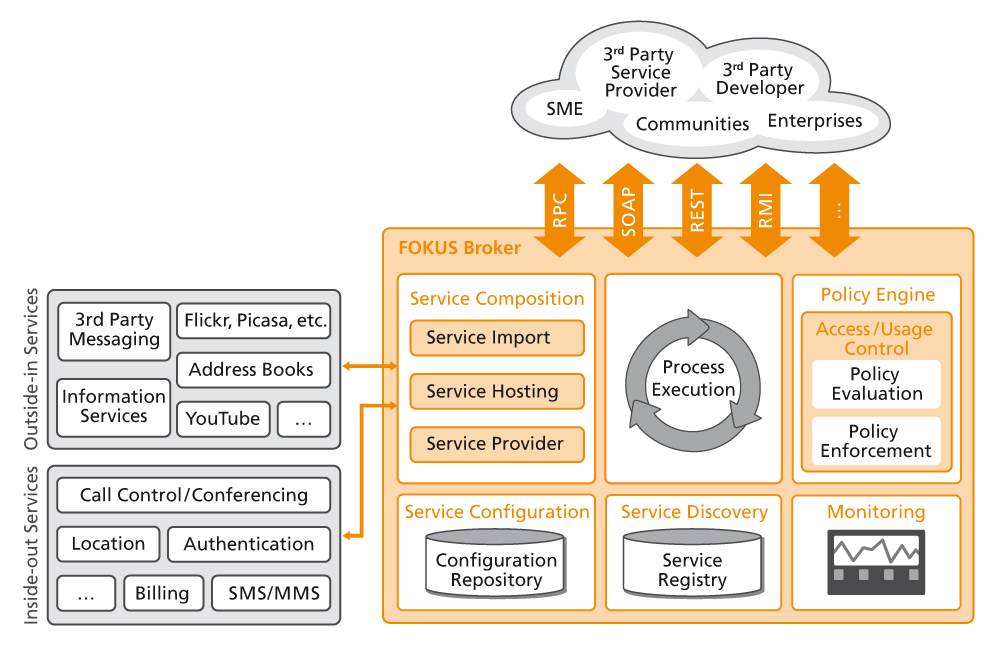 3rd Party
Service
Provider
3rd Party
Developer
SME
Communities
Enterprises
RPC
SOAP
REST
RMI
...
FOKUS Broker
Service Composition
Service Import
Service Hosting
Service Provider
Process
Execution
Policy Engine
Access/Usage
Control
Policy
Evaluation
Policy
Enforcement
Service Configuration
Configuration
Repository
Service Discovery
Service
Registry
Monitoring
Outside-in Services
3rd Party
Messaging
Flickr, Picasa, etc.
Address Books
Information
Services
YouTube
...
Inside-out Services
Call Control/Conferencing
Location
Authentication
...
Billing
SMS/MMS